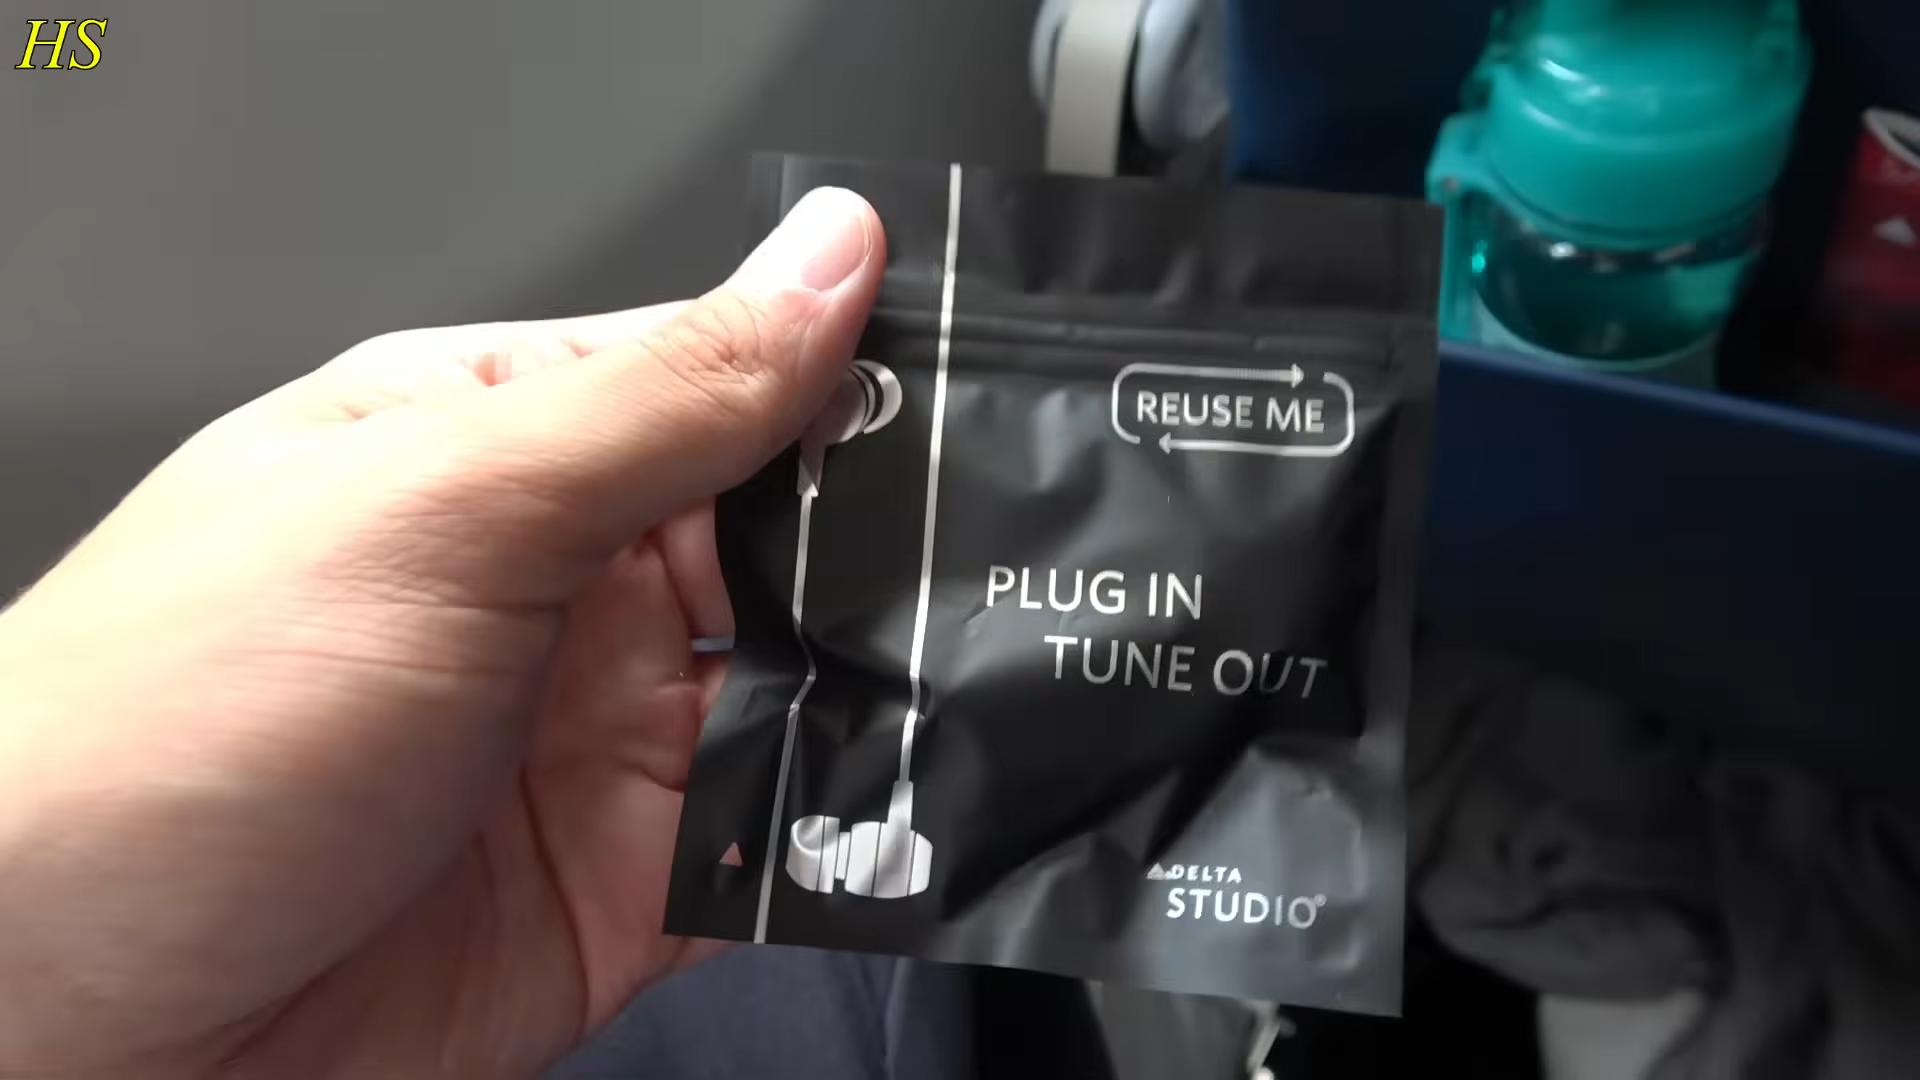 HS
REUSE ME
PLUG IN
TUNE OUT
DELTA
STUDIO®